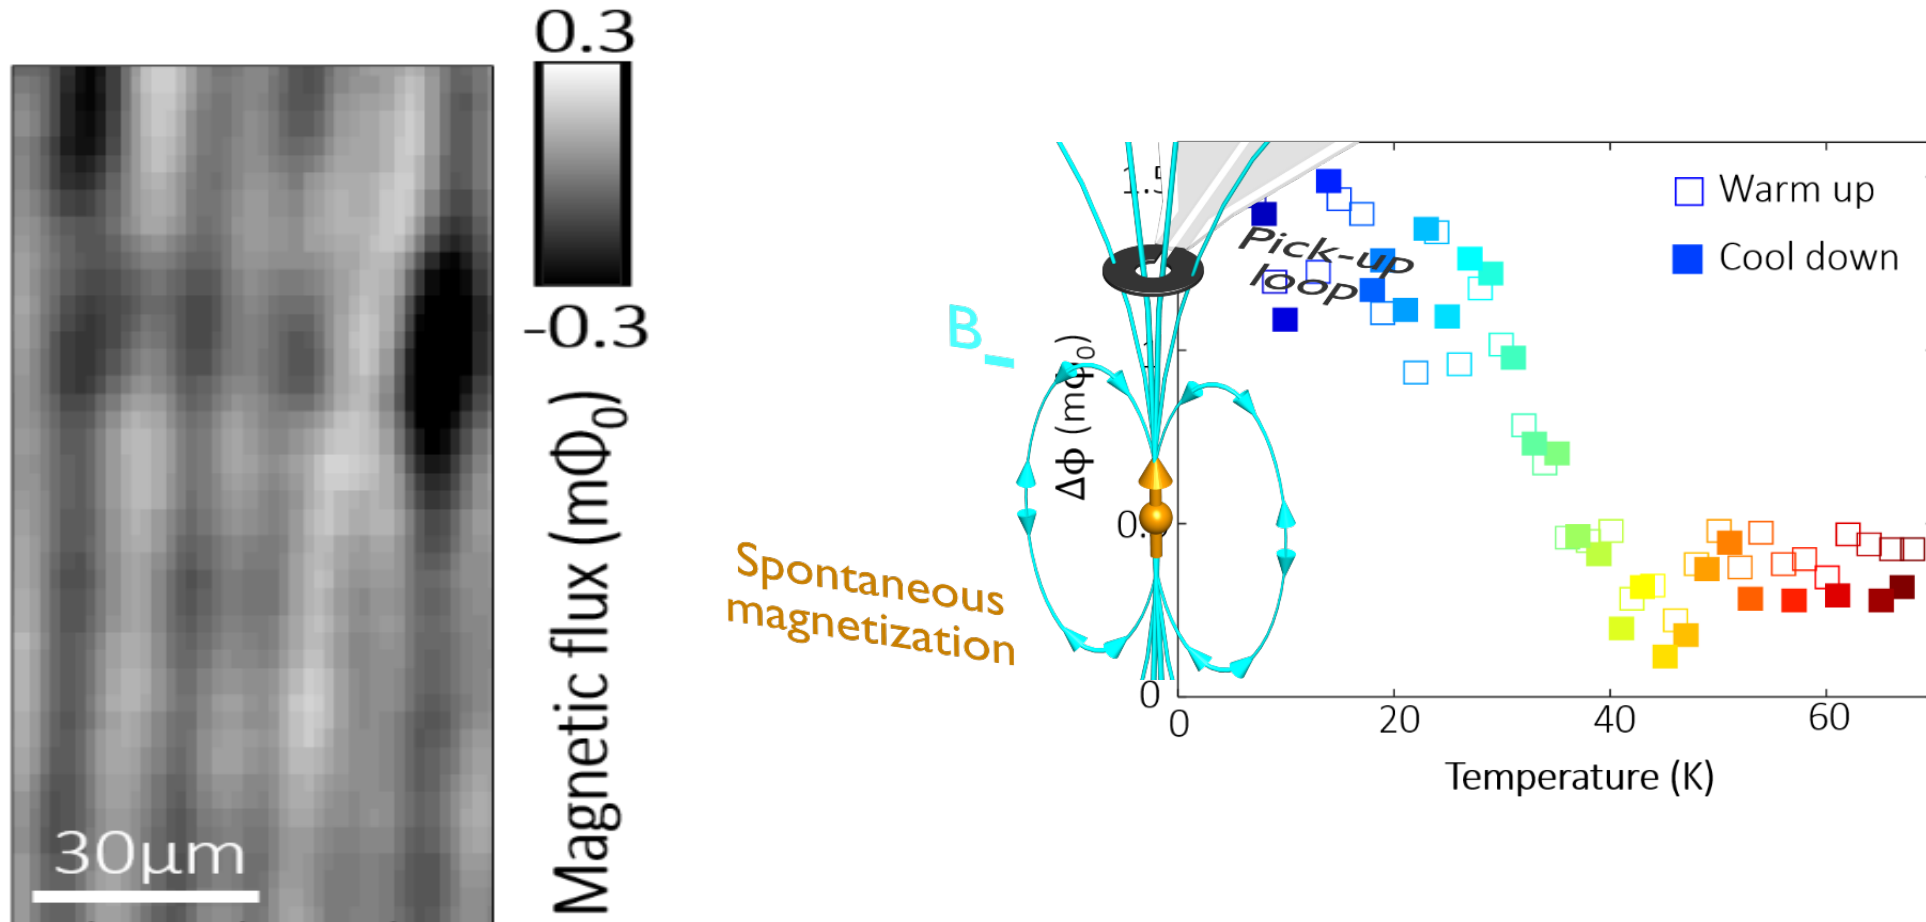 0.3
-0.3
Magnetic flux (mΦ₀)
30μm
B
Spontaneous
magnetization
Pick-up
loop
Warm up
Cool down
Δϕ (mϕ₀)
0
0
20
40
60
Temperature (K)